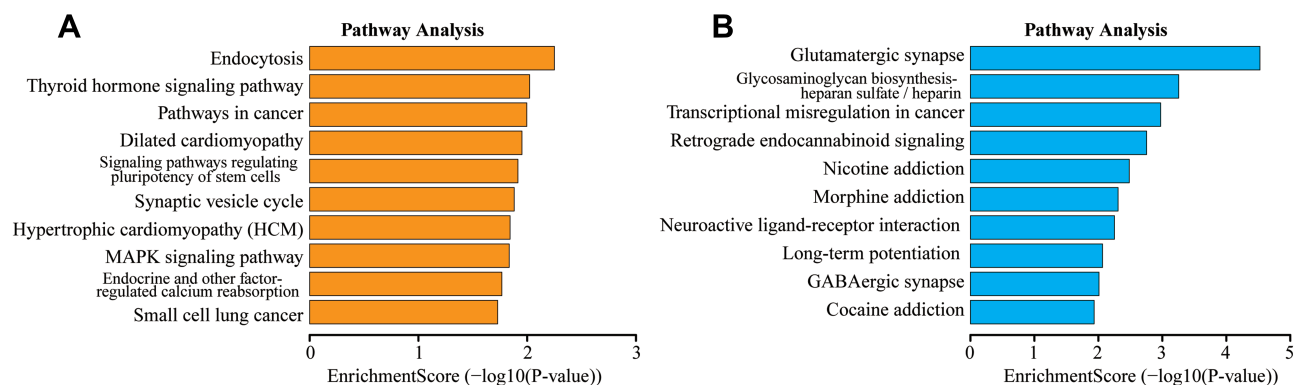 A
Pathway Analysis
Endocytosis
Thyroid hormone signaling pathway
Pathways in cancer
Dilated cardiomyopathy
Signaling pathways regulating
pluripotency of stem cells
Synaptic vesicle cycle
Hypertrophic cardiomyopathy (HCM)
MAPK signaling pathway
Endocrine and other factor-
regulated calcium reabsorption
Small cell lung cancer
0 1 2 3
EnrichmentScore (−log10(P-value))
B
Pathway Analysis
Glutamatergic synapse
Glycosaminoglycan biosynthesis-
heparan sulfate / heparin
Transcriptional misregulation in cancer
Retrograde endocannabinoid signaling
Nicotine addiction
Morphine addiction
Neuroactive ligand-receptor interaction
Long-term potentiation
GABAergic synapse
Cocaine addiction
0 1 2 3 4 5
EnrichmentScore (−log10(P-value))